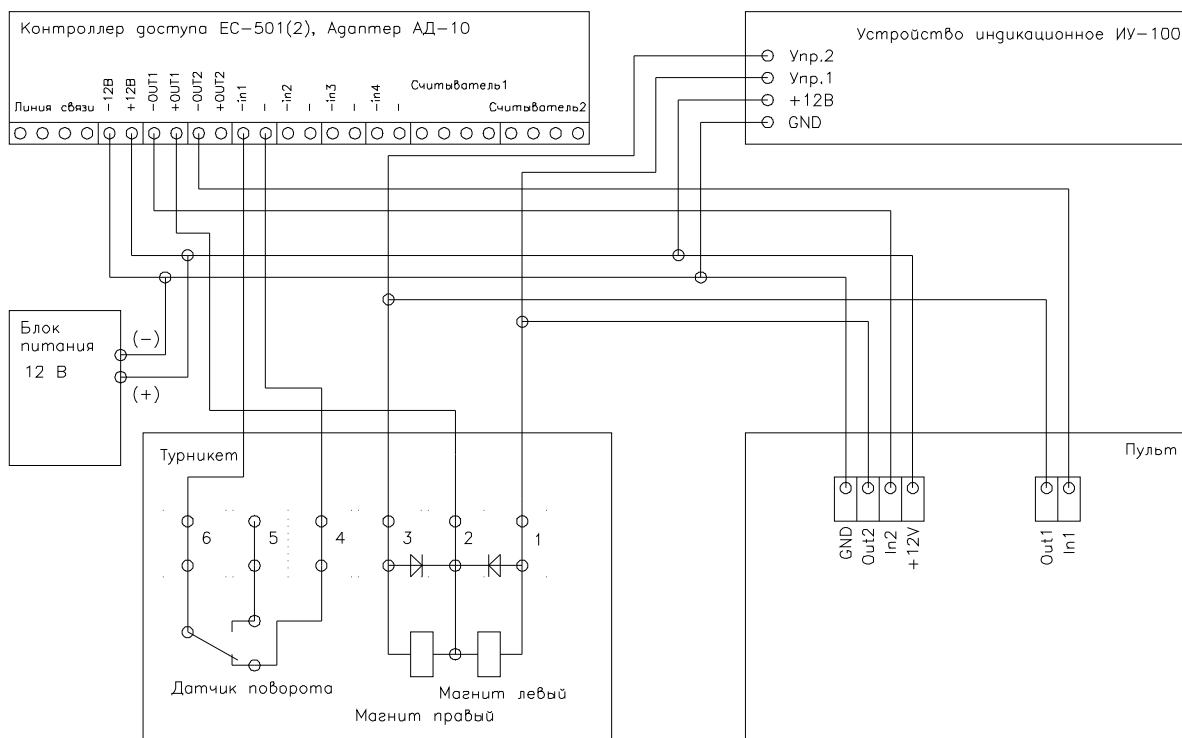 Контроллер доступа ЕС-501(2), Адаптер АД-10
Линия связи
-12В
+12В
-OUT1
+OUT1
-OUT2
+OUT2
-in1
-
-in2
-
-in3
-
-in4
-
Считыватель1
Считыватель2
Устройство индикационное ИУ-100
Упр.2
Упр.1
+12В
GND
Блок
питания
12 В
(-)
(+)
Турникет
6
5
4
3
2
1
Датчик поворота
Магнит левый
Магнит правый
Пульт
GND
Out2
In2
+12V
Out1
In1